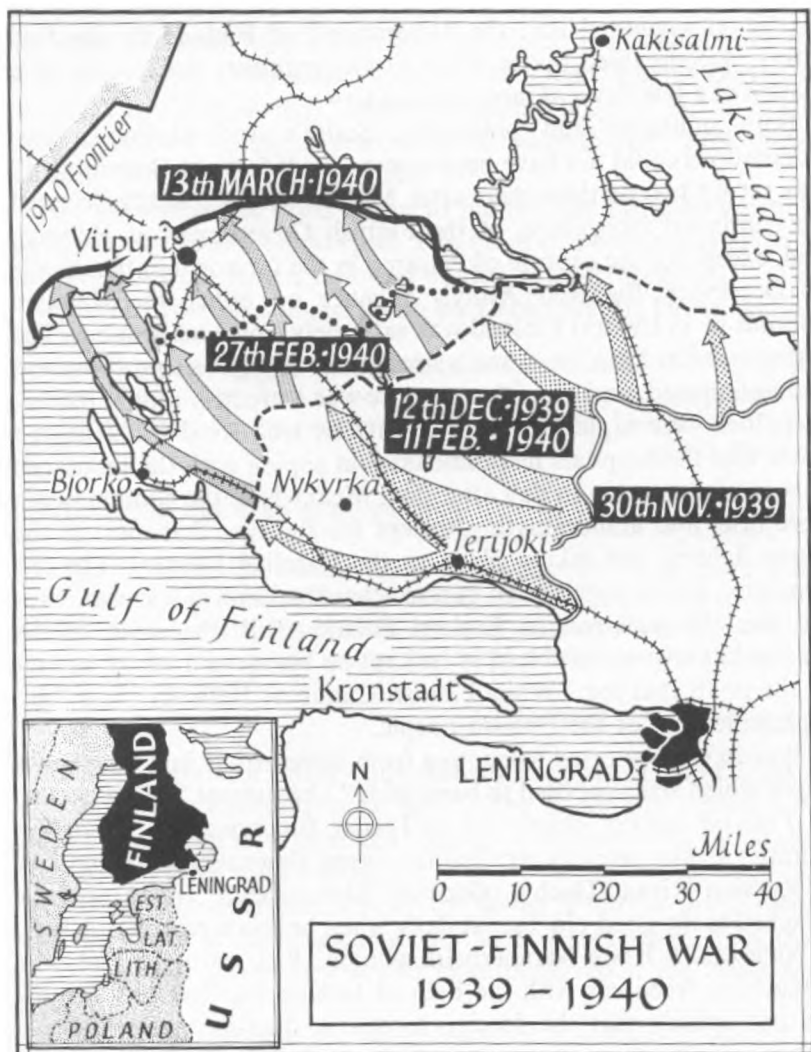 Kakisalmi
Lake Ladoga
1940 Frontier
13th MARCH·1940
Viipuri
27th FEB·1940
12th DEC·1939
–11 FEB·1940
30th NOV·1939
Bjorko
Nykyrka
Terijoki
Gulf of Finland
Kronstadt
LENINGRAD
N
Miles
0 10 20 30 40
SOVIET-FINNISH WAR
1939 – 1940
SWEDEN
FINLAND
LENINGRAD
EST.
LAT.
LITH.
POLAND
USSR